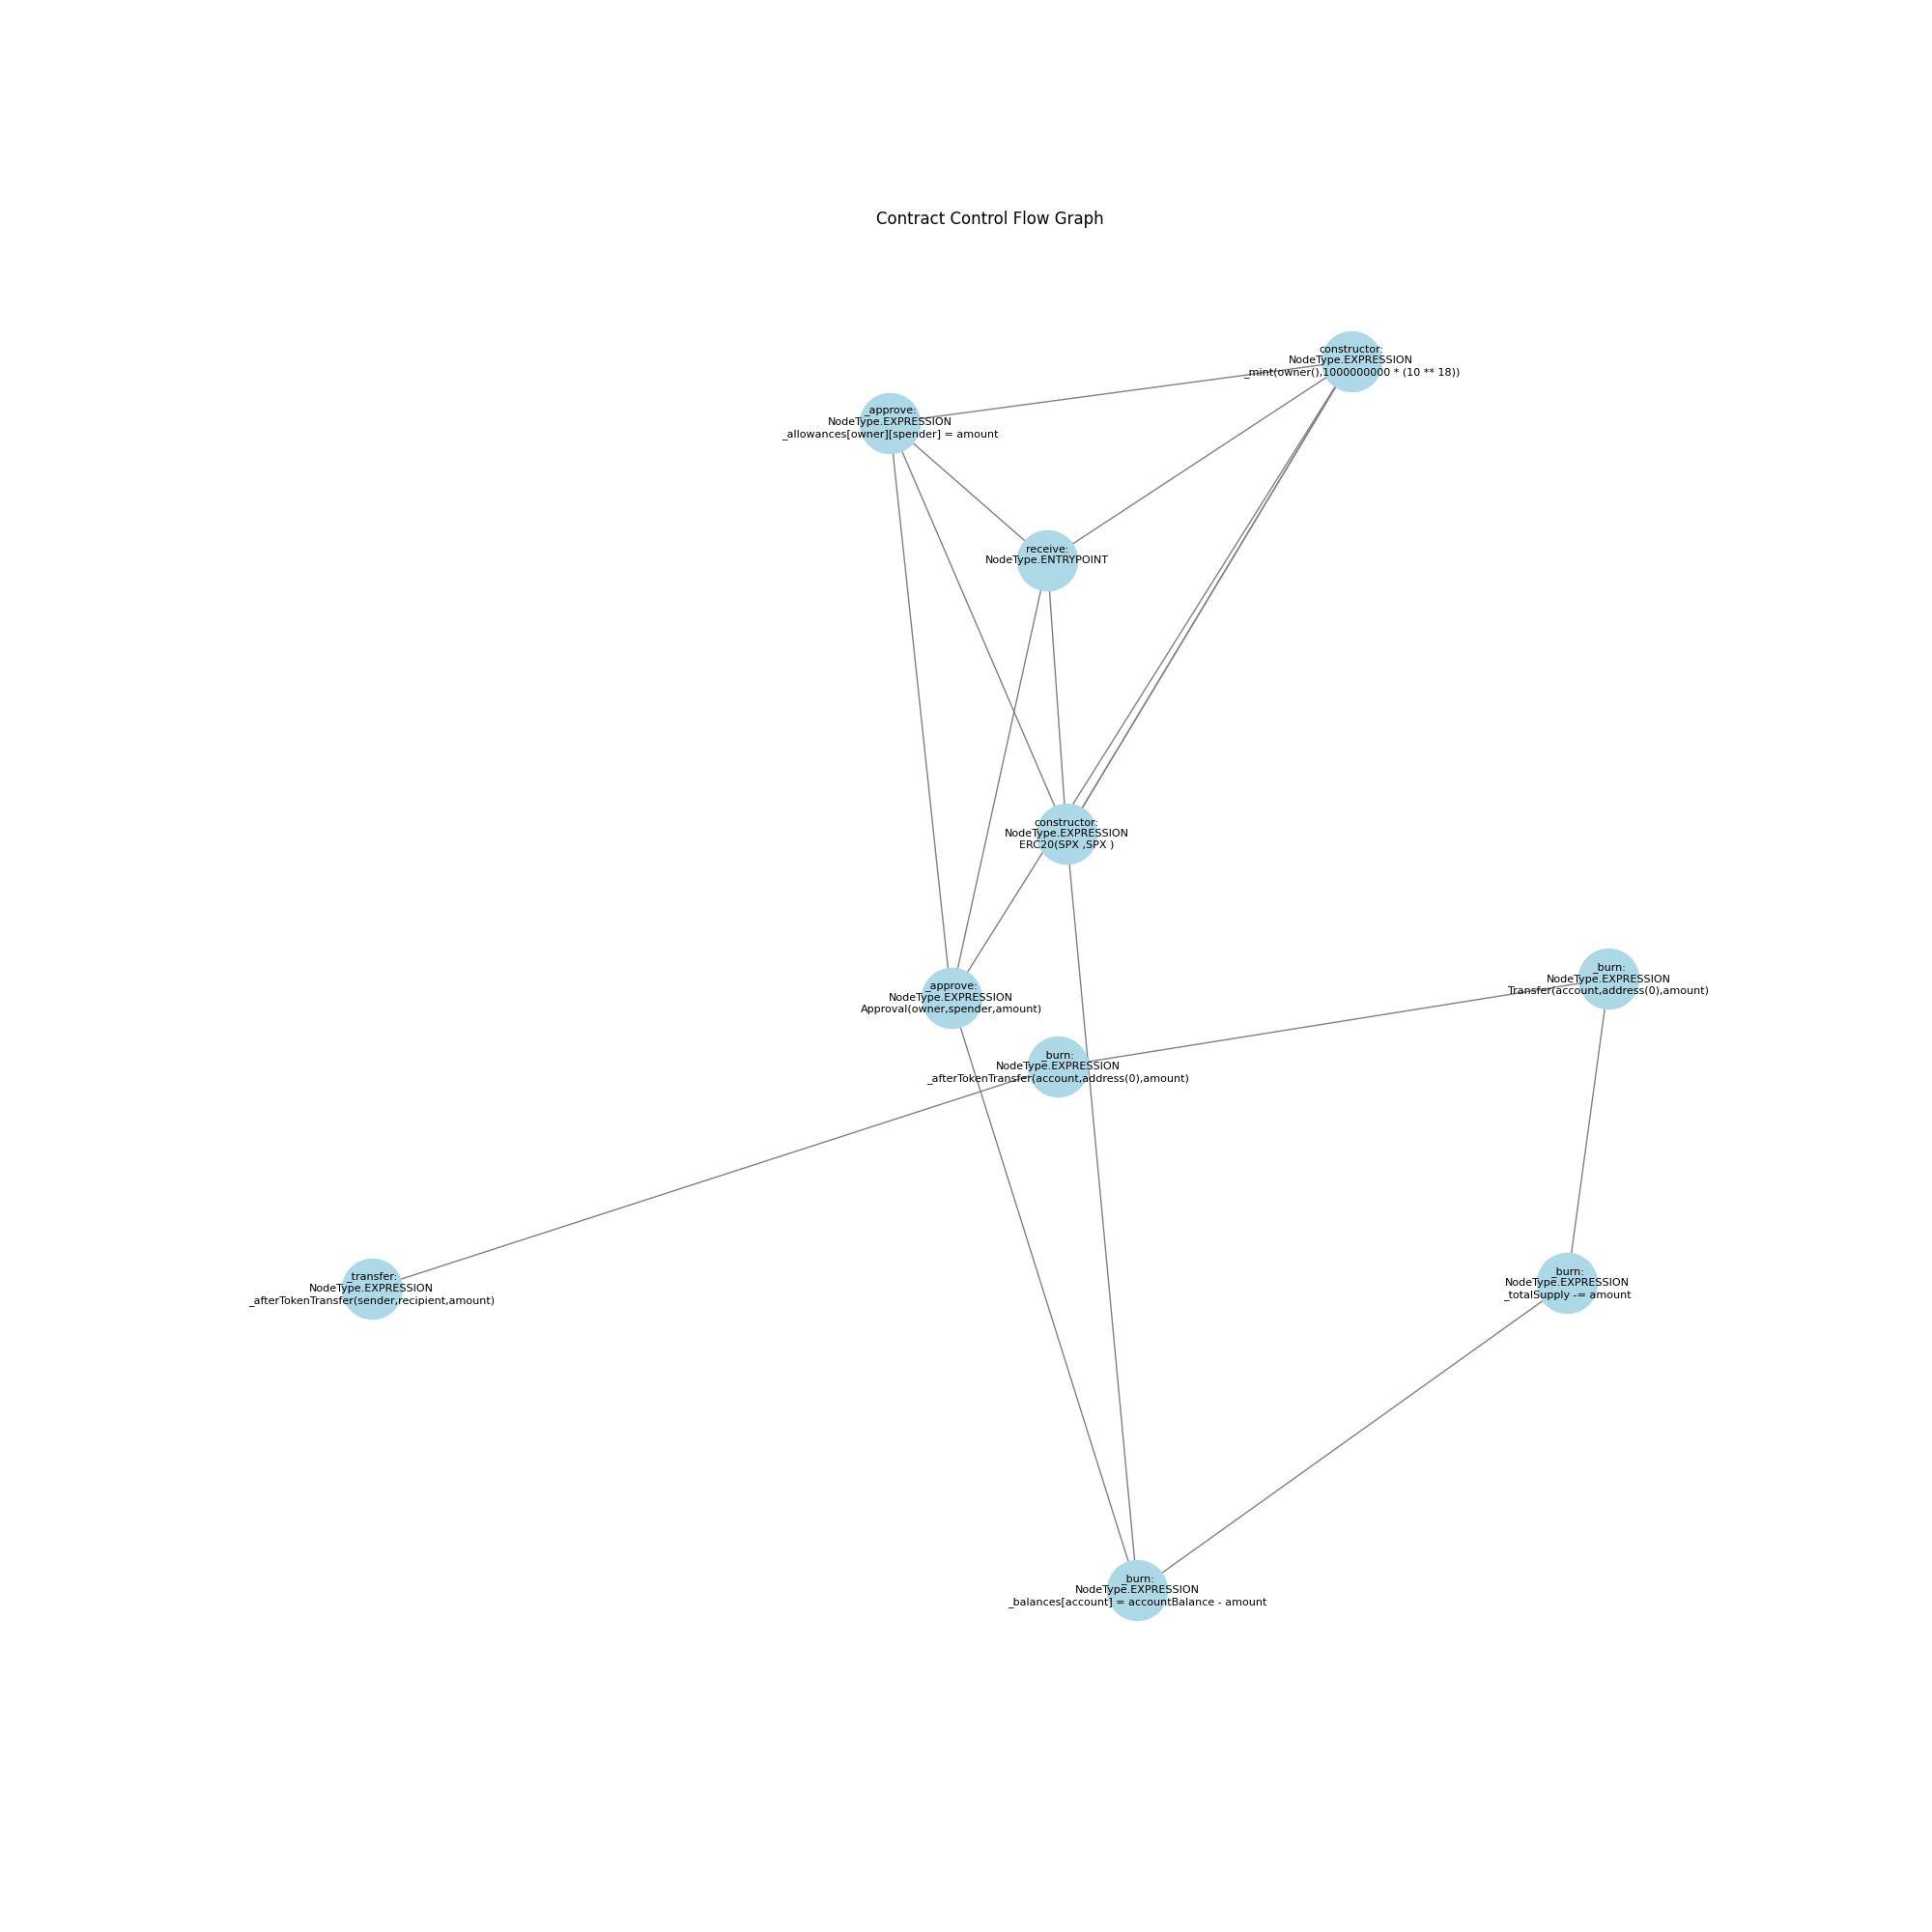 Contract Control Flow Graph
constructor:
NodeType.EXPRESSION
_mint(owner(),1000000000 * (10 ** 18))
_approve:
NodeType.EXPRESSION
_allowances[owner][spender] = amount
receive:
NodeType.ENTRYPOINT
constructor:
NodeType.EXPRESSION
ERC20(SPX ,SPX )
_burn:
NodeType.EXPRESSION
Transfer(account,address(0),amount)
_approve:
NodeType.EXPRESSION
Approval(owner,spender,amount)
_burn:
NodeType.EXPRESSION
_afterTokenTransfer(account,address(0),amount)
_transfer:
NodeType.EXPRESSION
_afterTokenTransfer(sender,recipient,amount)
_burn:
NodeType.EXPRESSION
_totalSupply -= amount
_burn:
NodeType.EXPRESSION
_balances[account] = accountBalance - amount